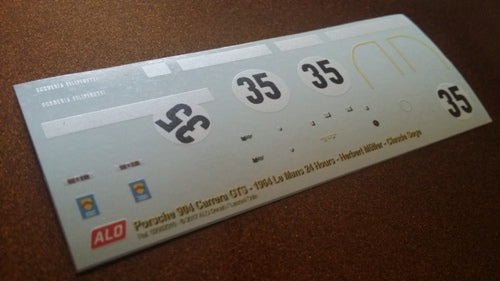 SCUDERIA FILIPINETTI
SCUDERIA FILIPINETTI
35
35
35
35
ALO
Porsche 904 Carrera GTS - 1964 Le Mans 24 Hours - Herbert Müller - Claude Sage